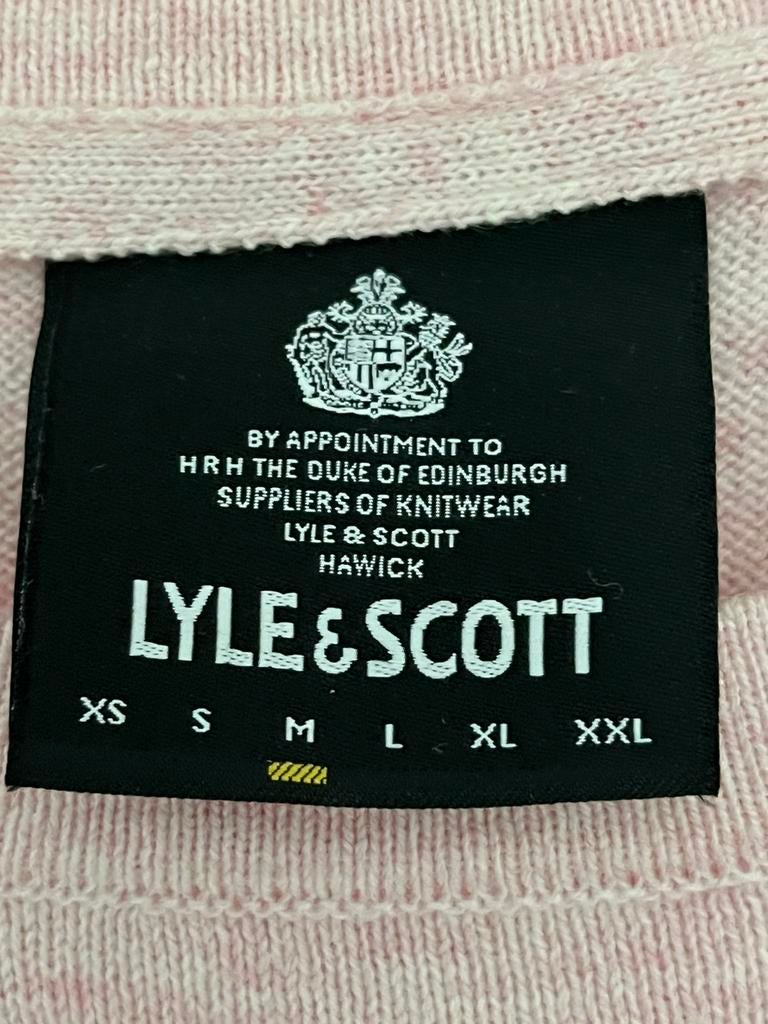 BY APPOINTMENT TO
HRH THE DUKE OF EDINBURGH
SUPPLIERS OF KNITWEAR
LYLE & SCOTT
HAWICK
LYLE & SCOTT
XS S M L XL XXL